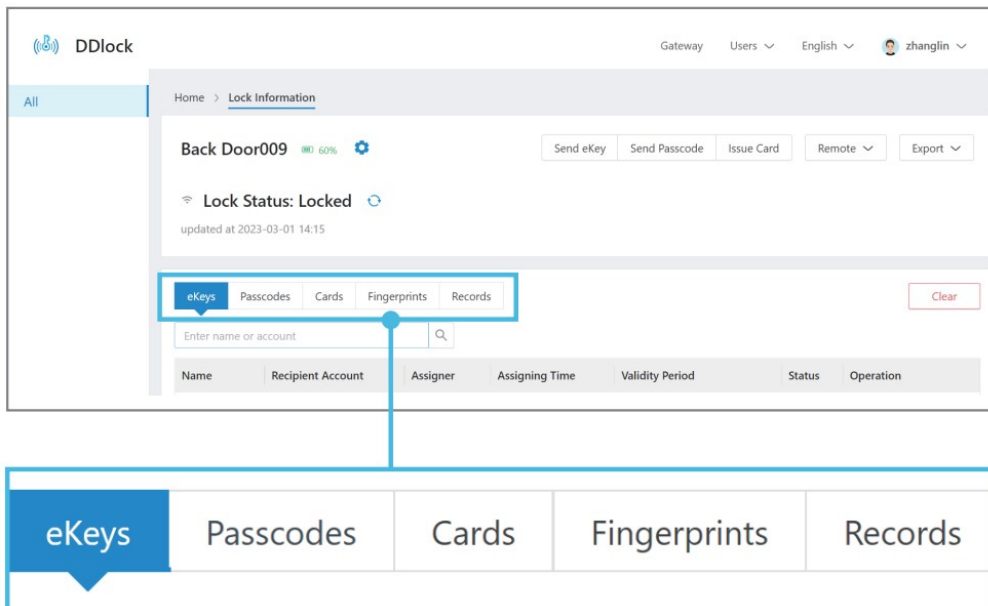 DDlock
Gateway Users English zhanglin
All
Home > Lock Information
Back Door009 60%
Send eKey Send Passcode Issue Card Remote Export
Lock Status: Locked
updated at 2023-03-01 14:15
eKeys Passcodes Cards Fingerprints Records
Clear
Enter name or account
Name Recipient Account Assigner Assigning Time Validity Period Status Operation
eKeys Passcodes Cards Fingerprints Records